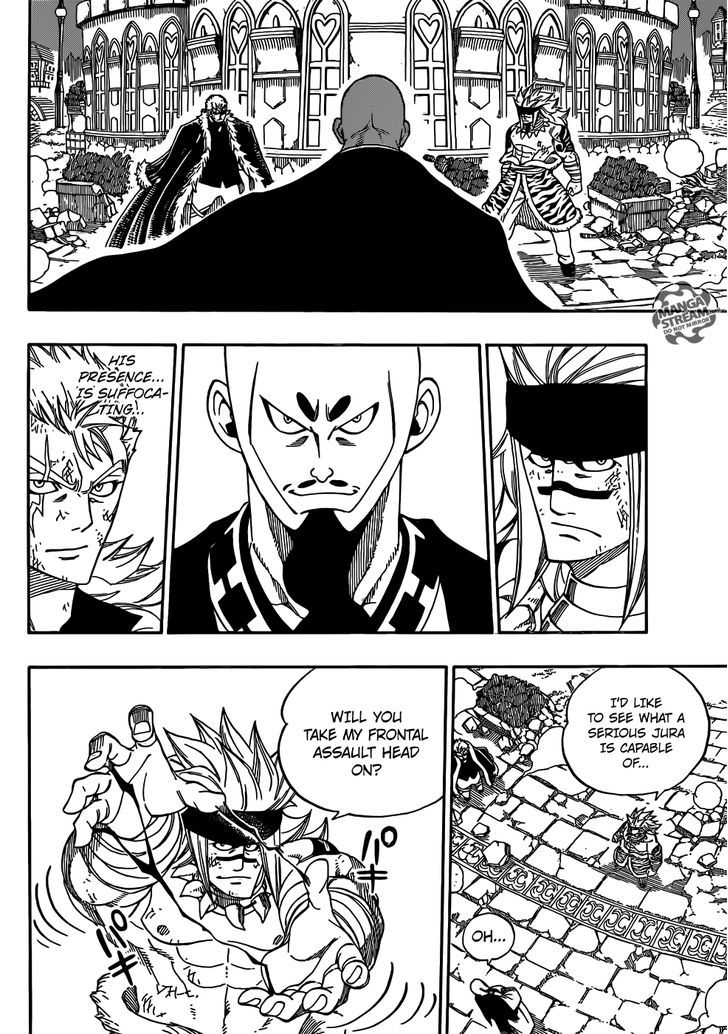 MANGA
STREAM
DO NOT MIRROR
HIS
PRESENCE...
IS SUFFOCA-
TING...
I'D LIKE
TO SEE WHAT A
SERIOUS JURA
IS CAPABLE
OF...
OH...
WILL YOU
TAKE MY FRONTAL
ASSAULT HEAD
ON?